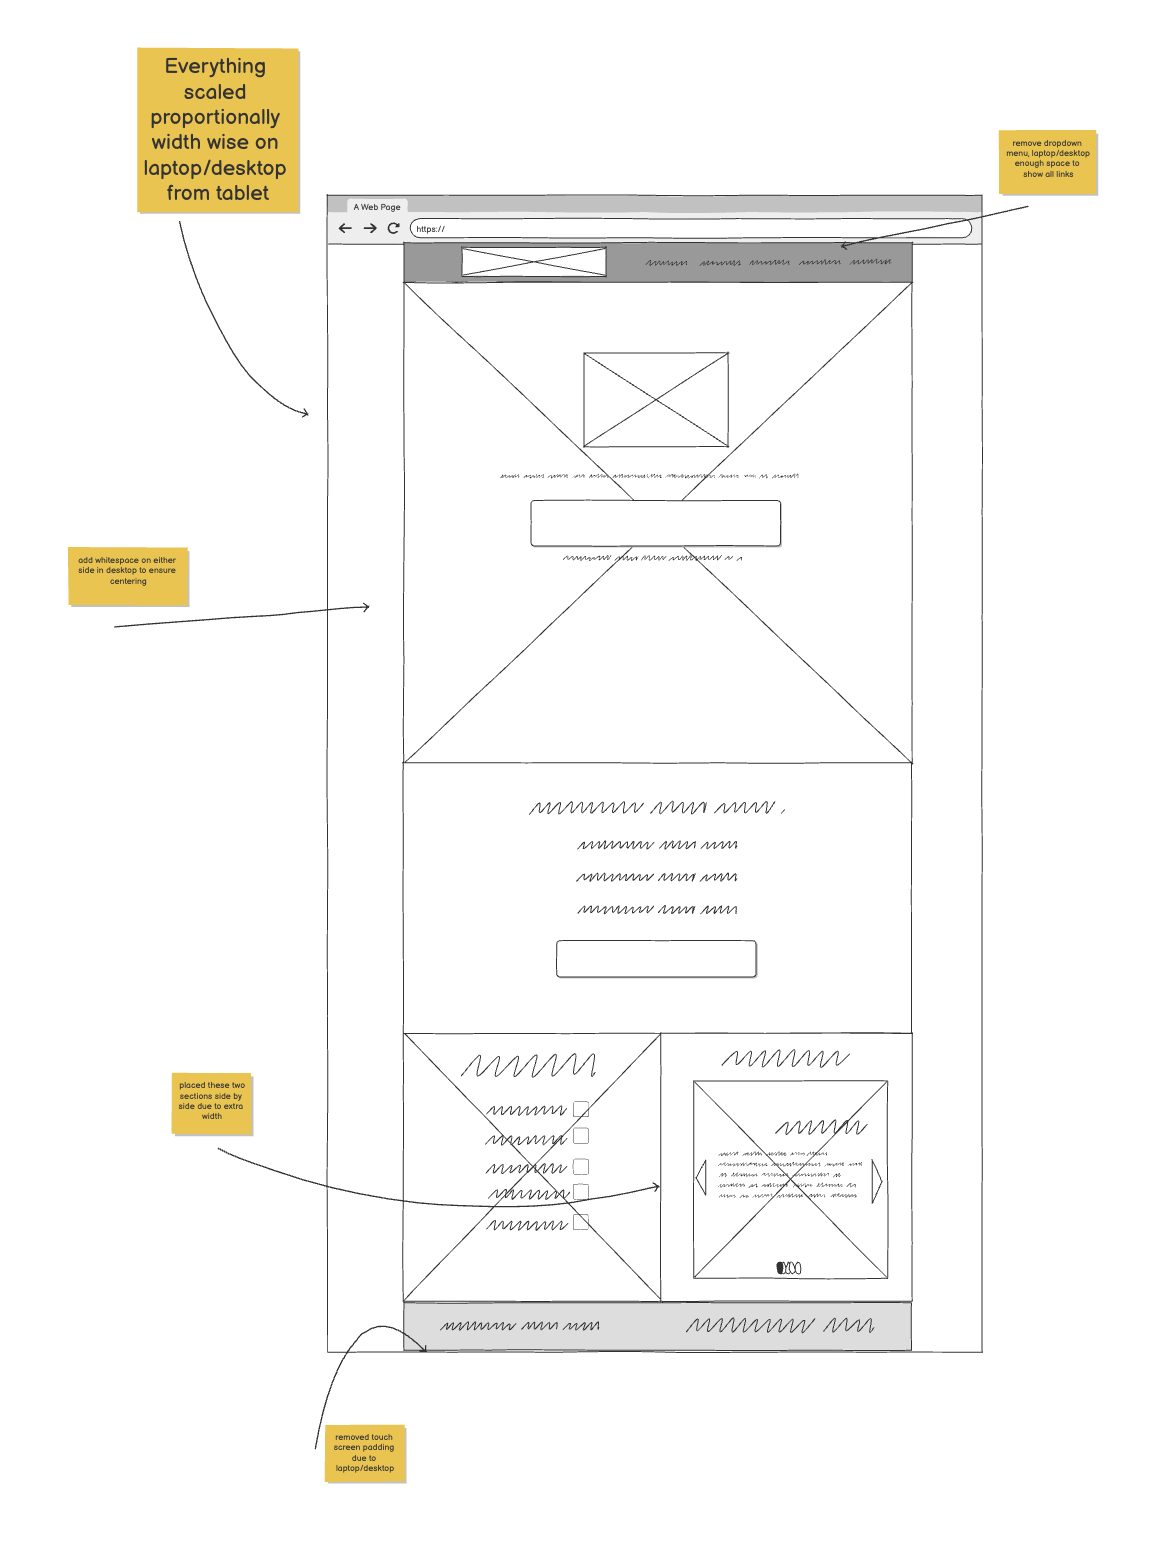 Everything
scaled
proportionally
width wise on
laptop/desktop
from tablet
remove dropdown
menu, laptop/desktop
enough space to
show all links
A Web Page
https://
add whitespace on either
side in desktop to ensure
centering
placed these two
sections side by
side due to extra
width
removed touch
screen padding
due to
laptop/desktop